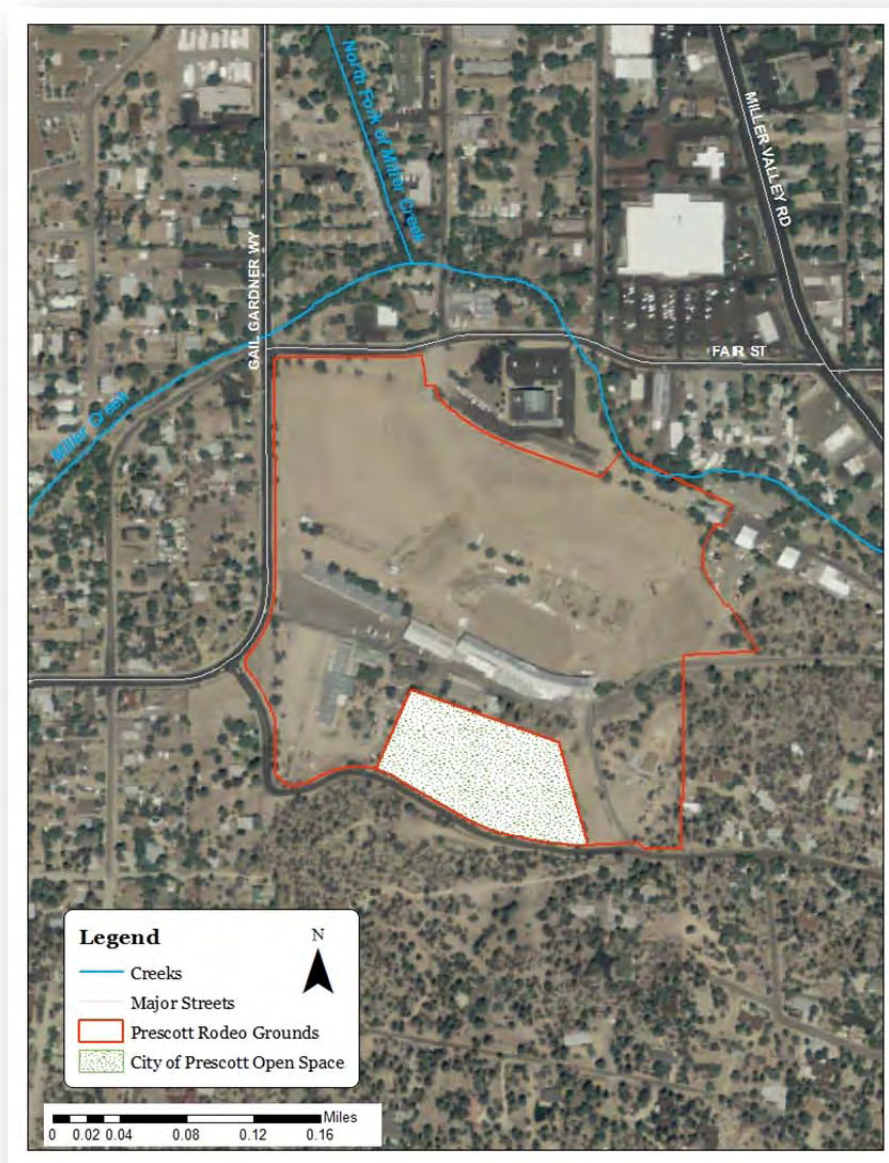 North Fork of Miller Creek
MILLER VALLEY RD
GAIL GARDNER WY
FAIR ST
Miller Creek
Legend
N
Creeks
Major Streets
Prescott Rodeo Grounds
City of Prescott Open Space
Miles
0 0.02 0.04 0.08 0.12 0.16